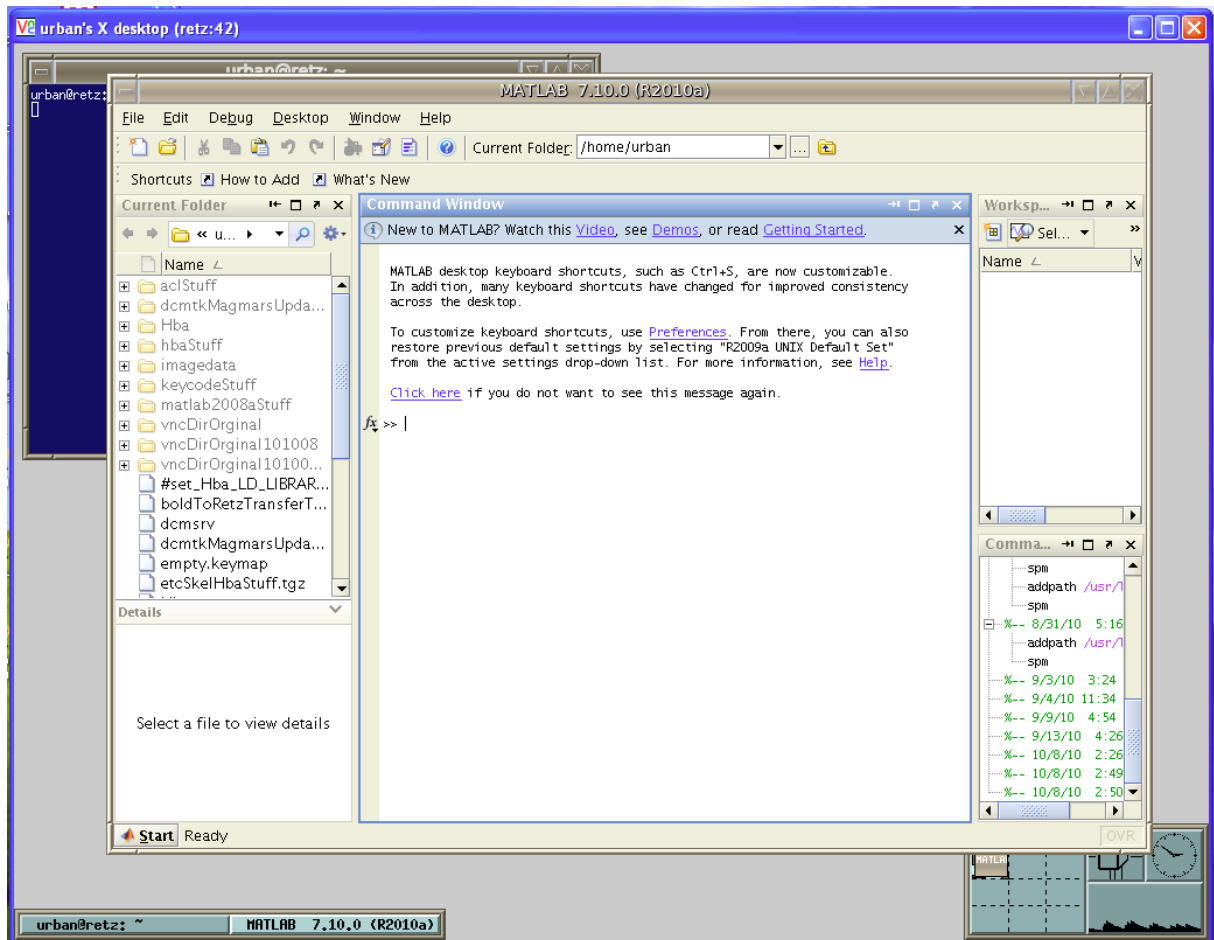 urban's X desktop (retz:42)
urban@retz: ~
urban@retz:
MATLAB 7.10.0 (R2010a)
File Edit Debug Desktop Window Help
Current Folder: /home/urban
Shortcuts How to Add What's New
Current Folder
« u...
Name
aclStuff
dcmtkMagmarsUpda...
Hba
hbaStuff
imagedata
keycodeStuff
matlab2008aStuff
vncDirOrginal
vncDirOrginal101008
vncDirOrginal10100...
#set_Hba_LD_LIBRAR...
boldToRetzTransferT...
dcmsrv
dcmtkMagmarsUpda...
empty.keymap
etcSkelHbaStuff.tgz
Details
Select a file to view details
Command Window
New to MATLAB? Watch this Video, see Demos, or read Getting Started.
MATLAB desktop keyboard shortcuts, such as Ctrl+S, are now customizable.
In addition, many keyboard shortcuts have changed for improved consistency
across the desktop.
To customize keyboard shortcuts, use Preferences. From there, you can also
restore previous default settings by selecting "R2009a UNIX Default Set"
from the active settings drop-down list. For more information, see Help.
Click here if you do not want to see this message again.
fx >>
Worksp...
Sel... »
Name V
Comma...
spm
addpath /usr/l
spm
%-- 8/31/10 5:16
addpath /usr/l
spm
%-- 9/3/10 3:24
%-- 9/4/10 11:34
%-- 9/9/10 4:54
%-- 9/13/10 4:26
%-- 10/8/10 2:26
%-- 10/8/10 2:49
%-- 10/8/10 2:50
Start Ready
OVR
MATLA
urban@retz: ~
MATLAB 7.10.0 (R2010a)